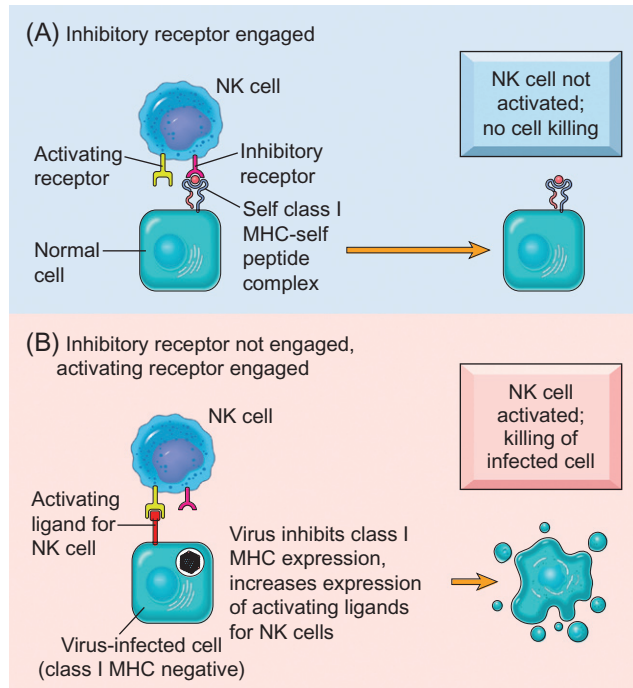 (A) Inhibitory receptor engaged
NK cell
Activating
receptor
Inhibitory
receptor
Self class I
MHC-self
peptide
complex
Normal
cell
NK cell not
activated;
no cell killing
(B) Inhibitory receptor not engaged,
activating receptor engaged
NK cell
Activating
ligand for
NK cell
Virus inhibits class I
MHC expression,
increases expression
of activating ligands
for NK cells
Virus-infected cell
(class I MHC negative)
NK cell
activated;
killing of
infected cell